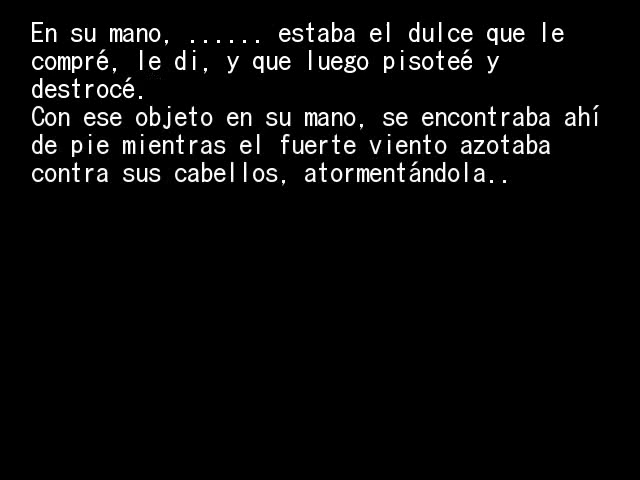 En su mano, ...... estaba el dulce que le
compré, le di, y que luego pisoteé y
destrocé.
Con ese objeto en su mano, se encontraba ahí
de pie mientras el fuerte viento azotaba
contra sus cabellos, atormentándola..